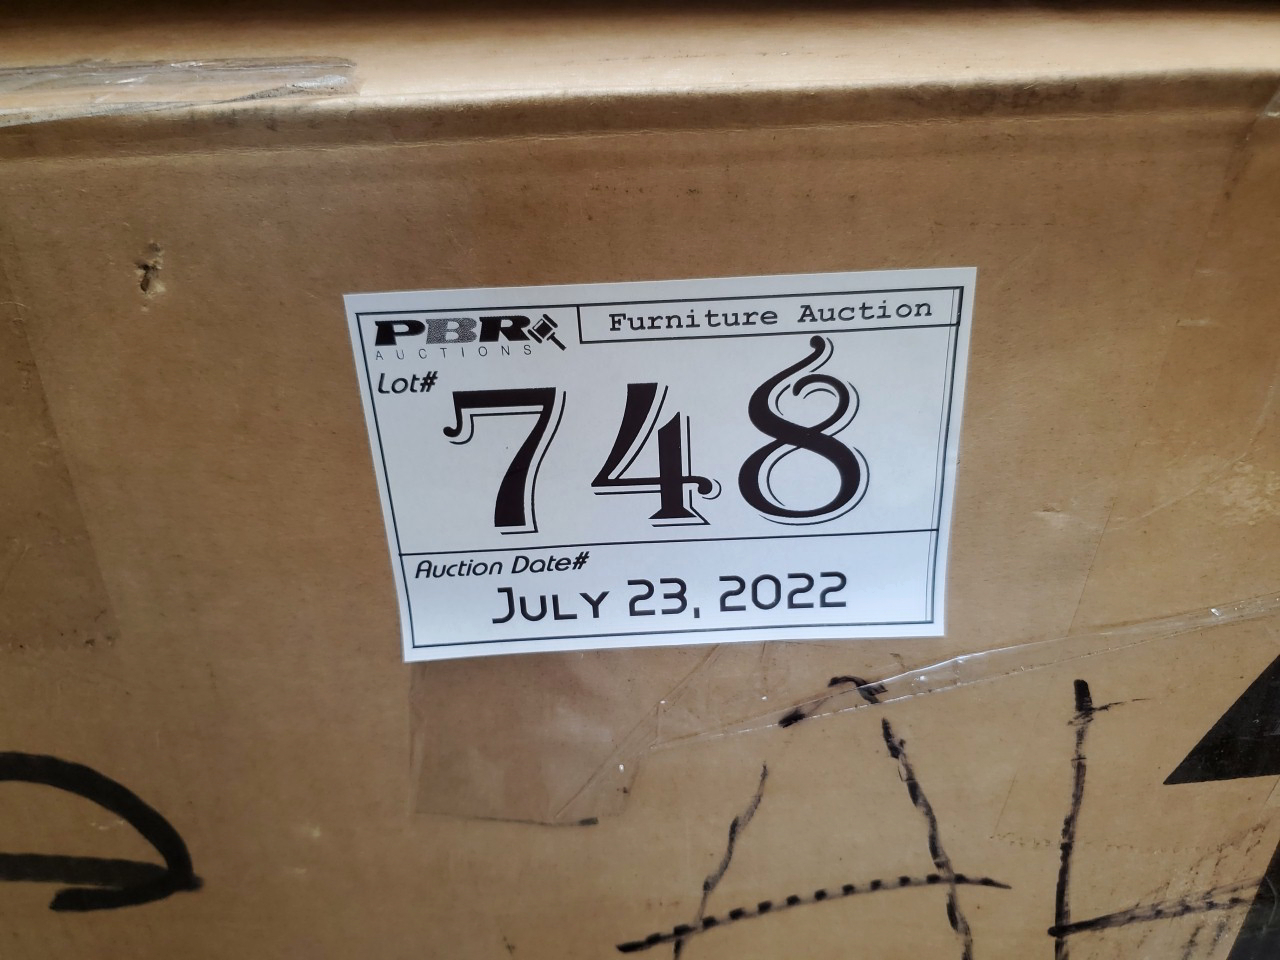 PBR
AUCTIONS
Furniture Auction
Lot#
748
Auction Date#
July 23, 2022